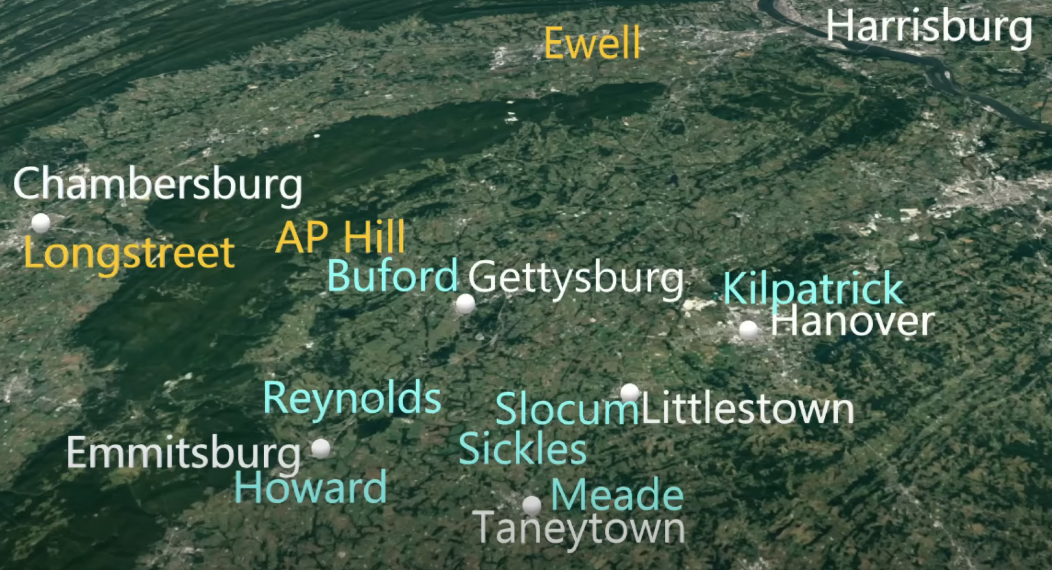 Harrisburg
Ewell
Chambersburg
Longstreet
AP Hill
Buford
Gettysburg
Kilpatrick
Hanover
Reynolds
Slocum
Littlestown
Sickles
Emmitsburg
Howard
Meade
Taneytown